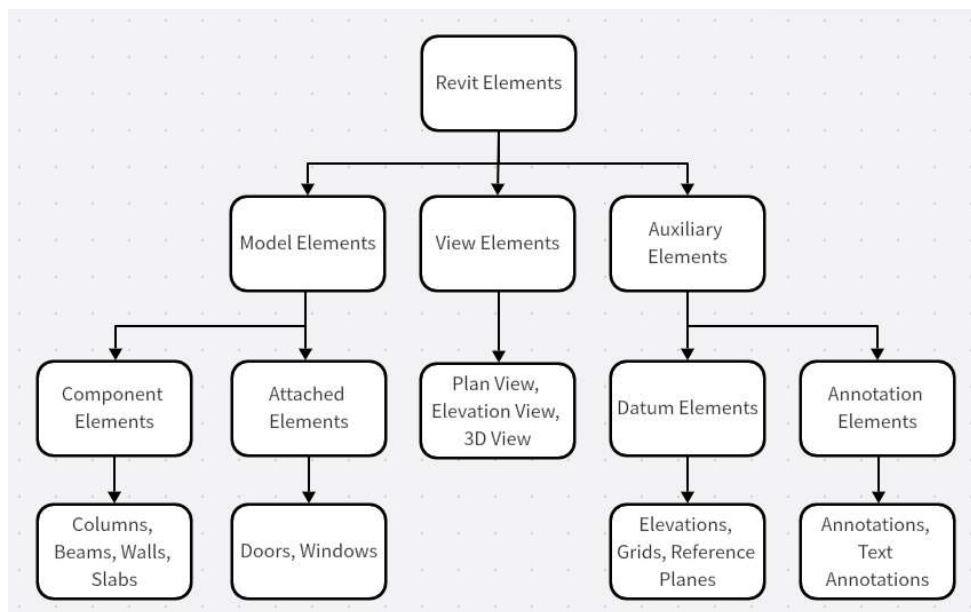 Revit Elements
Model Elements
View Elements
Auxiliary
Elements
Component
Elements
Attached
Elements
Plan View,
Elevation View,
3D View
Datum Elements
Annotation
Elements
Columns,
Beams, Walls,
Slabs
Doors, Windows
Elevations,
Grids, Reference
Planes
Annotations,
Text
Annotations